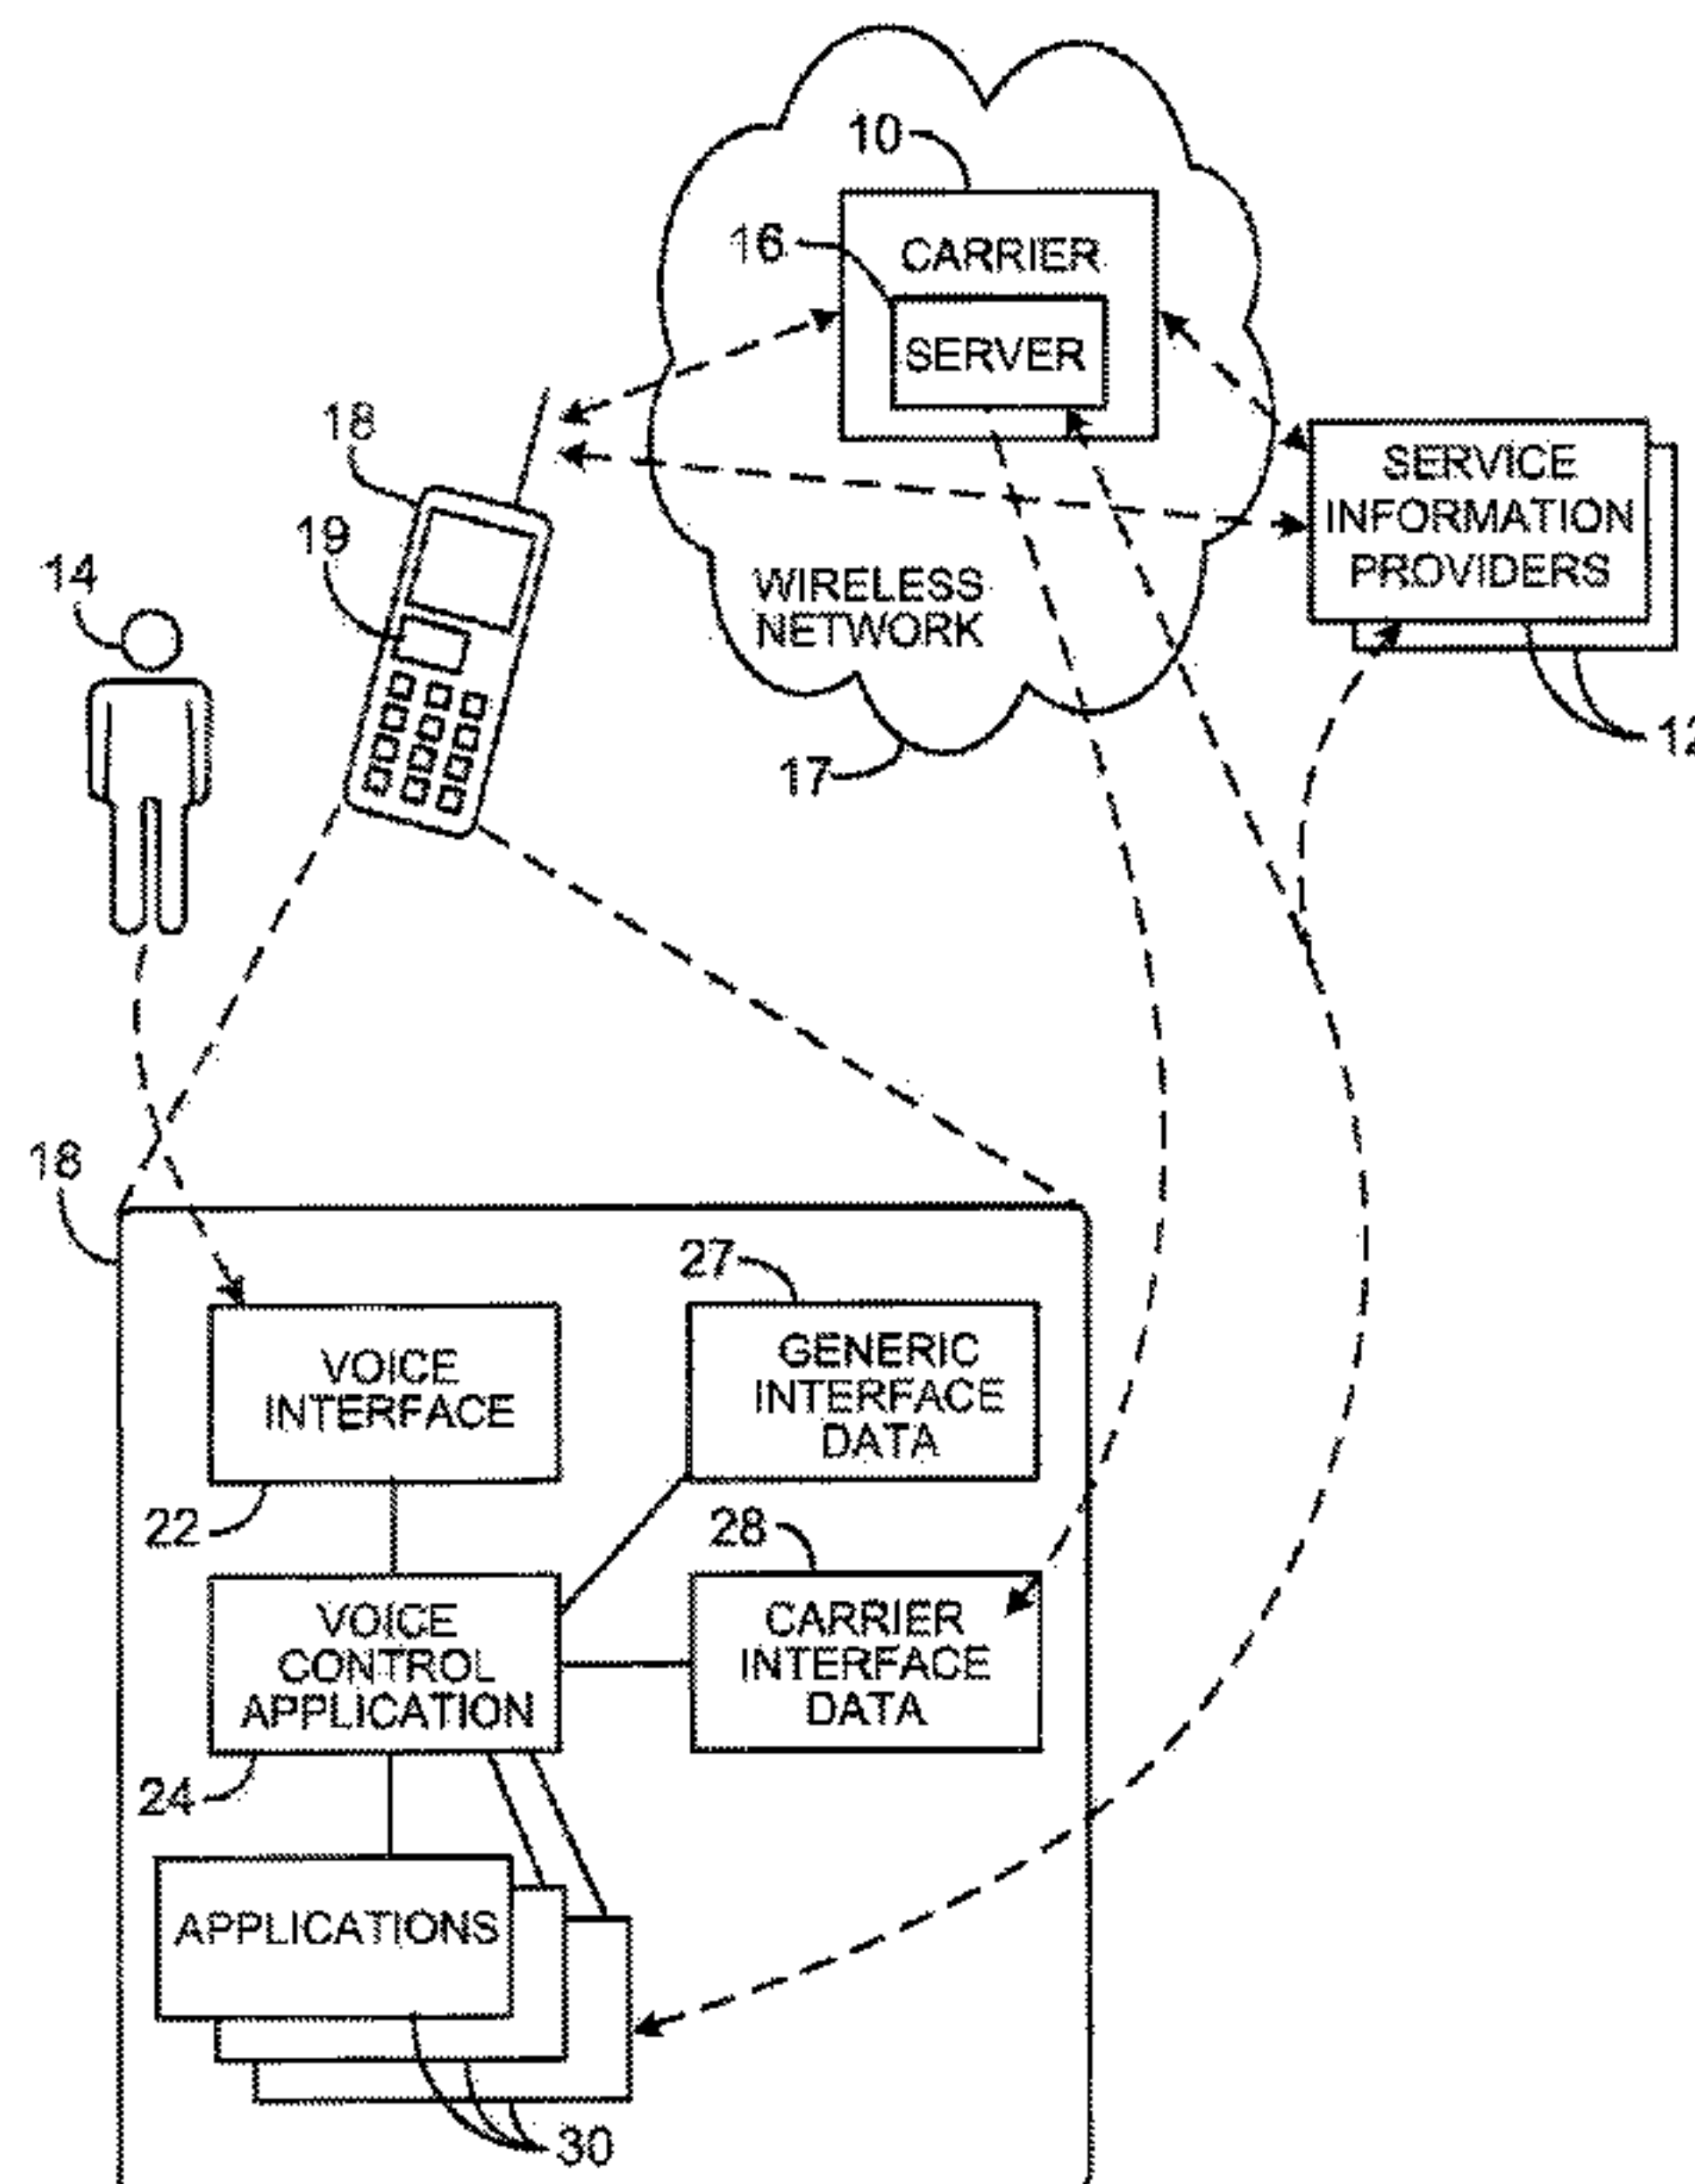 10
16
CARRIER
SERVER
18
19
14
SERVICE
INFORMATION
PROVIDERS
WIRELESS
NETWORK
12
17
18
27
VOICE
INTERFACE
GENERIC
INTERFACE
DATA
22
28
VOICE
CONTROL
APPLICATION
CARRIER
INTERFACE
DATA
24
APPLICATIONS
30